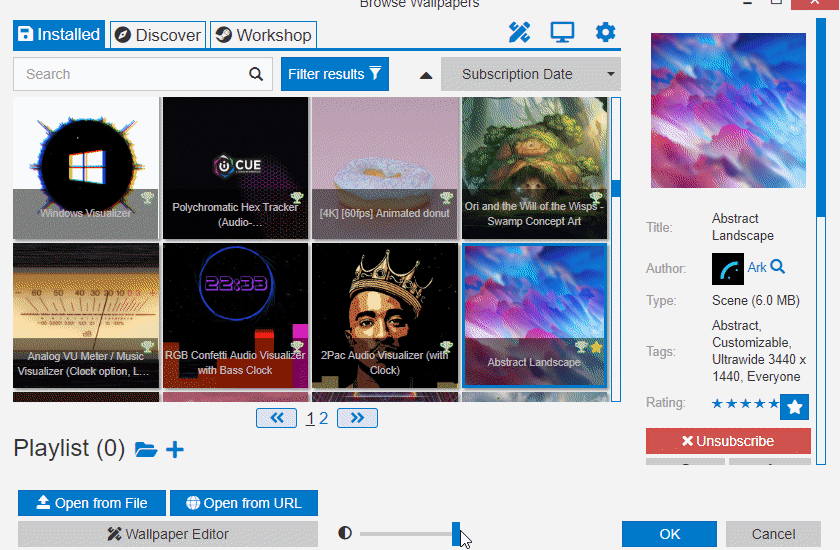 Browse Wallpapers
Installed
Discover
Workshop
Search
Filter results
Subscription Date
Windows Visualizer
CUE
Polychromatic Hex Tracker
(Audio-...
[4K] [60fps] Animated donut
Ori and the Will of the Wisps -
Swamp Concept Art
Analog VU Meter / Music
Visualizer (Clock option, L...
22:33
RGB Confetti Audio Visualizer
with Bass Clock
2Pac Audio Visualizer (with
Clock)
Abstract Landscape
1 2
Playlist (0)
Open from File
Open from URL
Wallpaper Editor
Title:
Abstract
Landscape
Author:
Ark
Type:
Scene (6.0 MB)
Tags:
Abstract,
Customizable,
Ultrawide 3440 x
1440, Everyone
Rating:
Unsubscribe
OK
Cancel